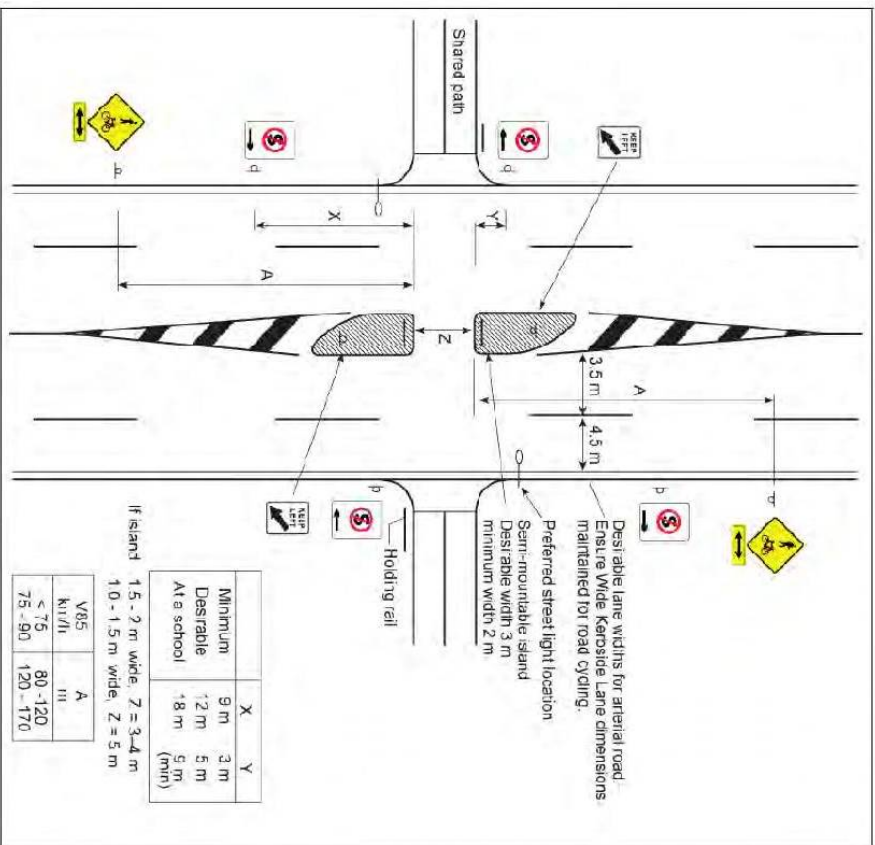 Desirable lane widths for arterial road
Ensure Wide Kerbside Lane dimensions
maintained for road cycling.
A
3.5 m
4.5 m
KEEP
LEFT
S
S
Preferred street light location
Semi-mountable island
Desirable width 3 m
minimum width 2 m
Y
Shared path
Z
Holding rail
S
X
S
A
KEEP
LEFT
X Y
Minimum 9 m 3 m
Desirable 12 m 5 m
At a school 18 m 9 m
(min)
If island 1.5 - 2 m wide, Z = 3-4 m
1.0 - 1.5 m wide, Z = 5 m
V85 A
km/h m
< 75 80 -120
75 - 90 120 - 170